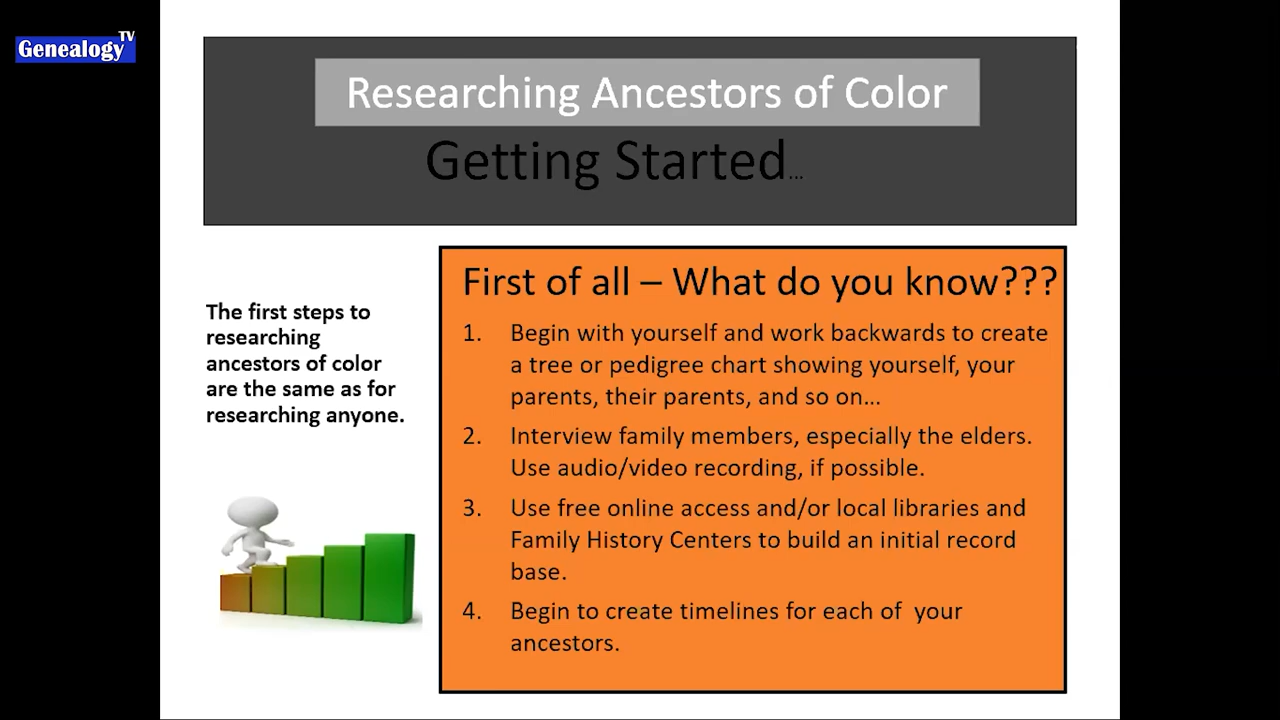 Genealogy TV
Researching Ancestors of Color
Getting Started...
The first steps to
researching
ancestors of color
are the same as for
researching anyone.
First of all – What do you know???
1. Begin with yourself and work backwards to create
a tree or pedigree chart showing yourself, your
parents, their parents, and so on…
2. Interview family members, especially the elders.
Use audio/video recording, if possible.
3. Use free online access and/or local libraries and
Family History Centers to build an initial record
base.
4. Begin to create timelines for each of  your
ancestors.